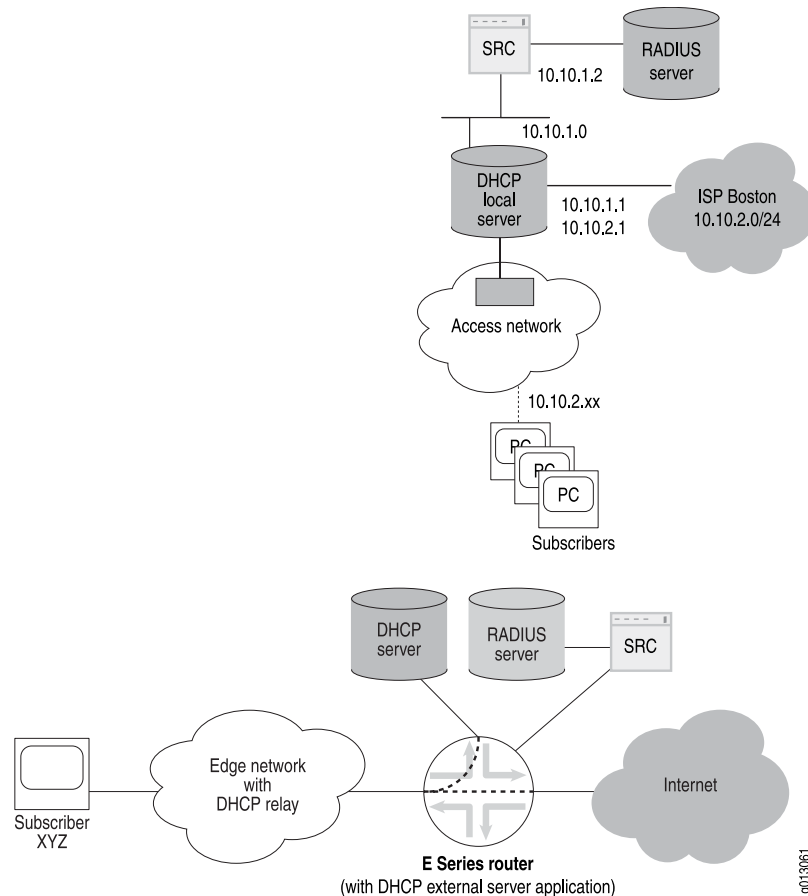 SRC
RADIUS
server
10.10.1.2
10.10.1.0
DHCP
local
server
10.10.1.1
10.10.2.1
ISP Boston
10.10.2.0/24
Access network
10.10.2.xx
PC
PC
PC
Subscribers
DHCP
server
RADIUS
server
SRC
Edge network
with
DHCP relay
Internet
Subscriber
XYZ
E Series router
(with DHCP external server application)
g013061